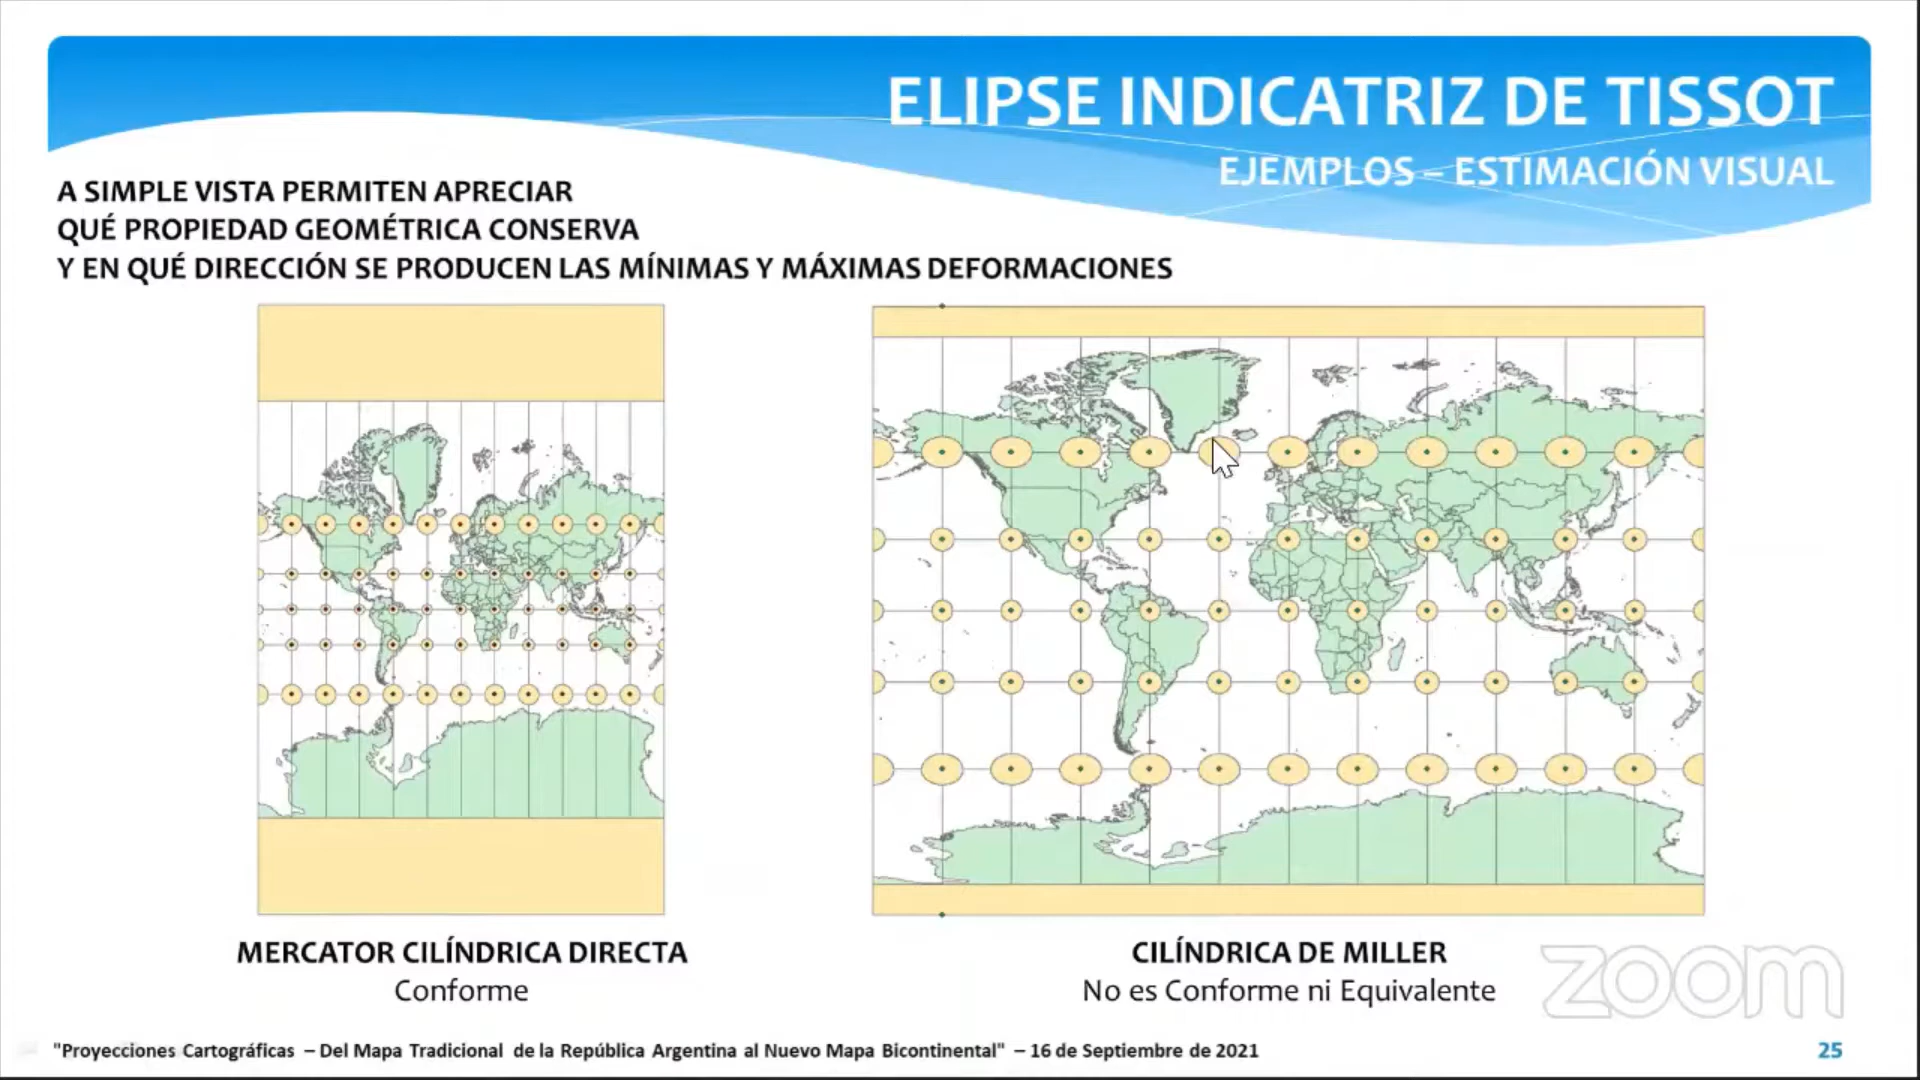 ELIPSE INDICATRIZ DE TISSOT
EJEMPLOS – ESTIMACIÓN VISUAL
A SIMPLE VISTA PERMITEN APRECIAR
QUÉ PROPIEDAD GEOMÉTRICA CONSERVA
Y EN QUÉ DIRECCIÓN SE PRODUCEN LAS MÍNIMAS Y MÁXIMAS DEFORMACIONES
MERCATOR CILÍNDRICA DIRECTA
Conforme
CILÍNDRICA DE MILLER
No es Conforme ni Equivalente
zoom
"Proyecciones Cartográficas – Del Mapa Tradicional de la República Argentina al Nuevo Mapa Bicontinental" – 16 de Septiembre de 2021
25